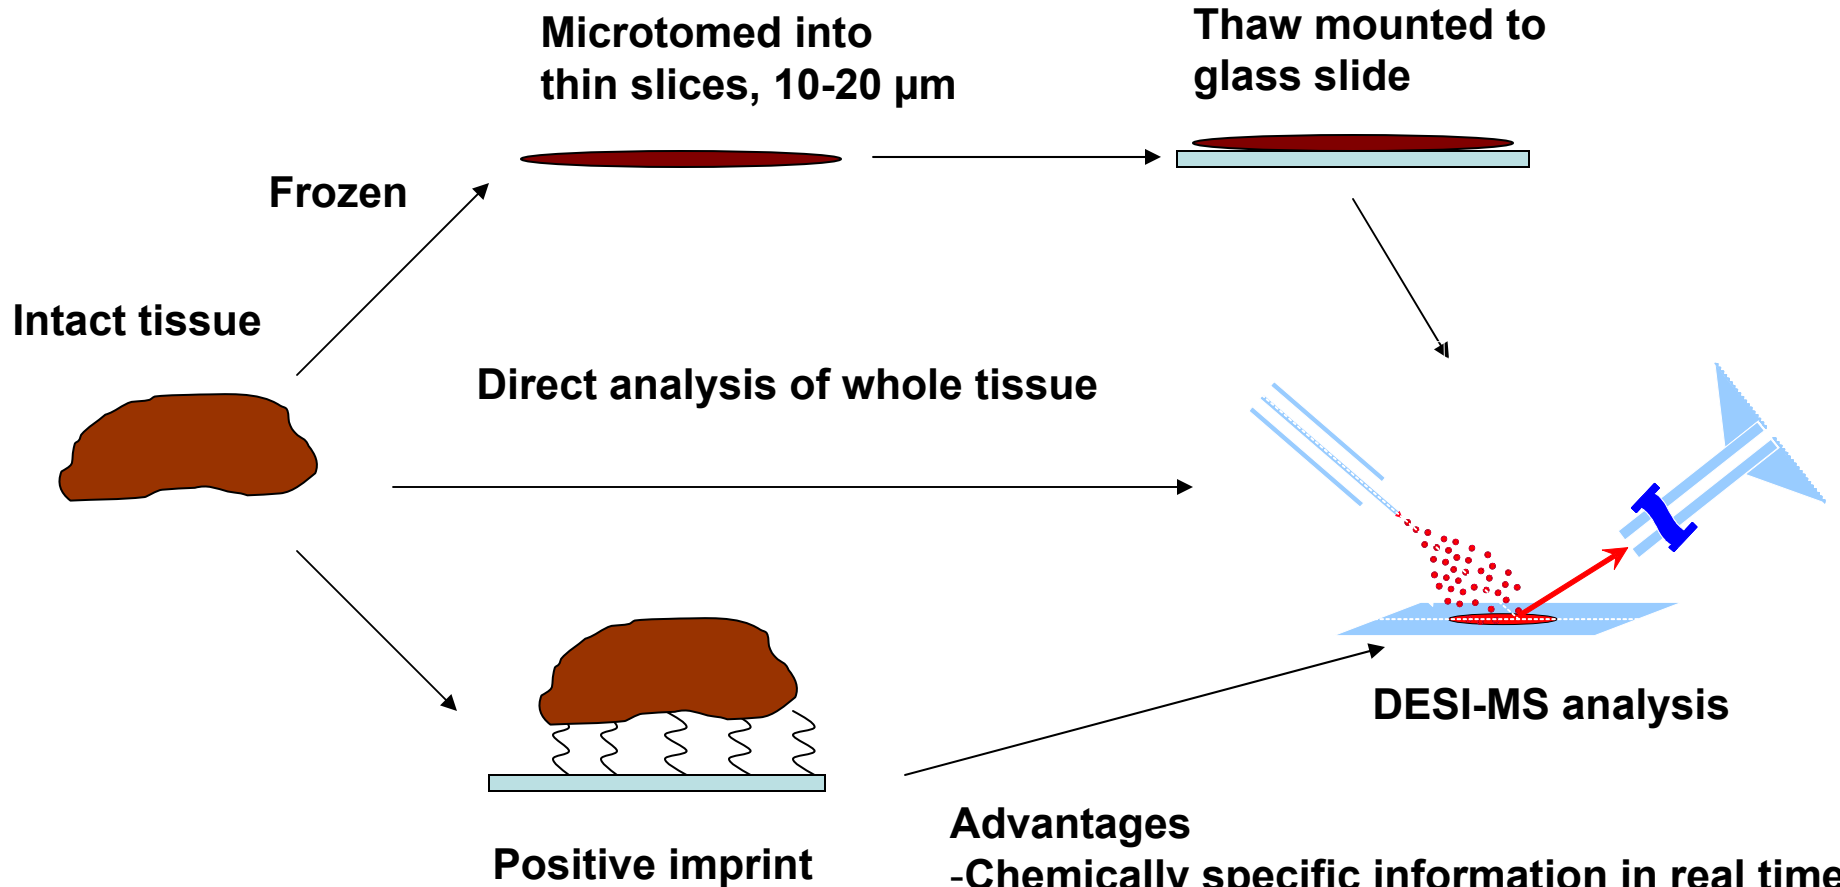 Microtomed into
thin slices, 10-20 µm
Thaw mounted to
glass slide
Frozen
Intact tissue
Direct analysis of whole tissue
DESI-MS analysis
Positive imprint
Advantages
-Chemically specific information in real time